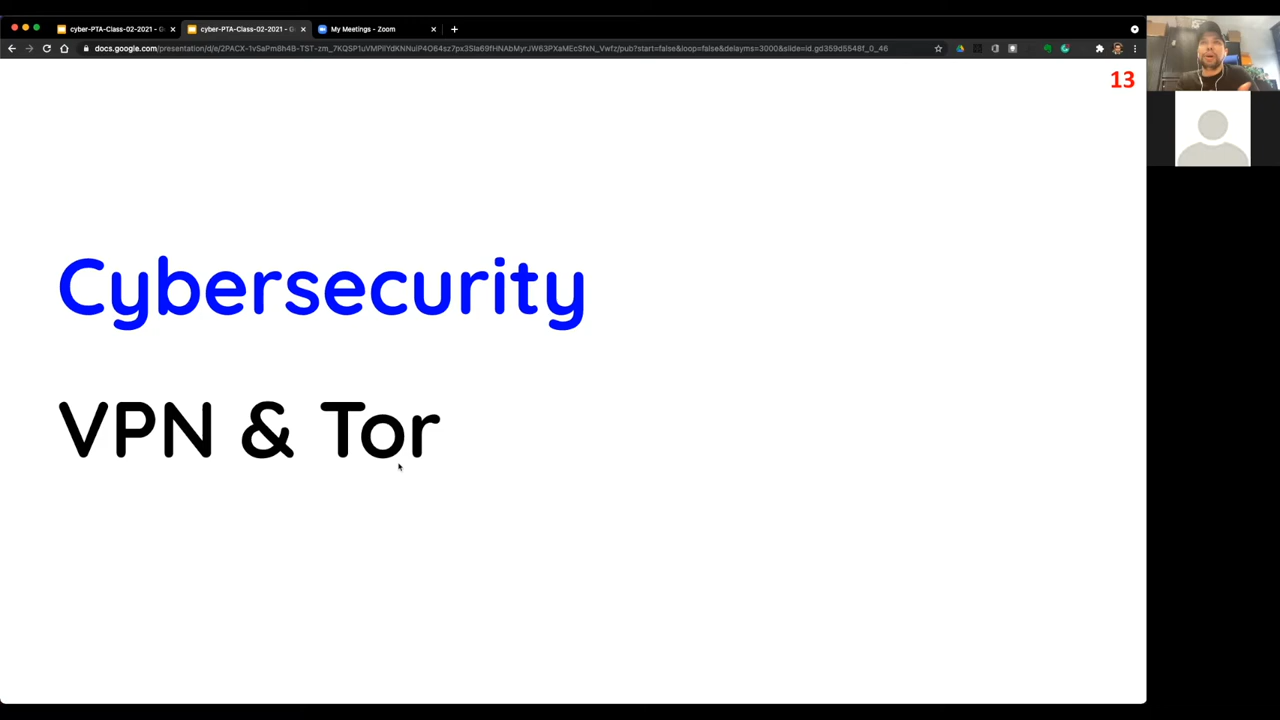 cyber-PTA-Class-02-2021 - G
cyber-PTA-Class-02-2021 - G
My Meetings - Zoom
13
Cybersecurity
VPN & Tor